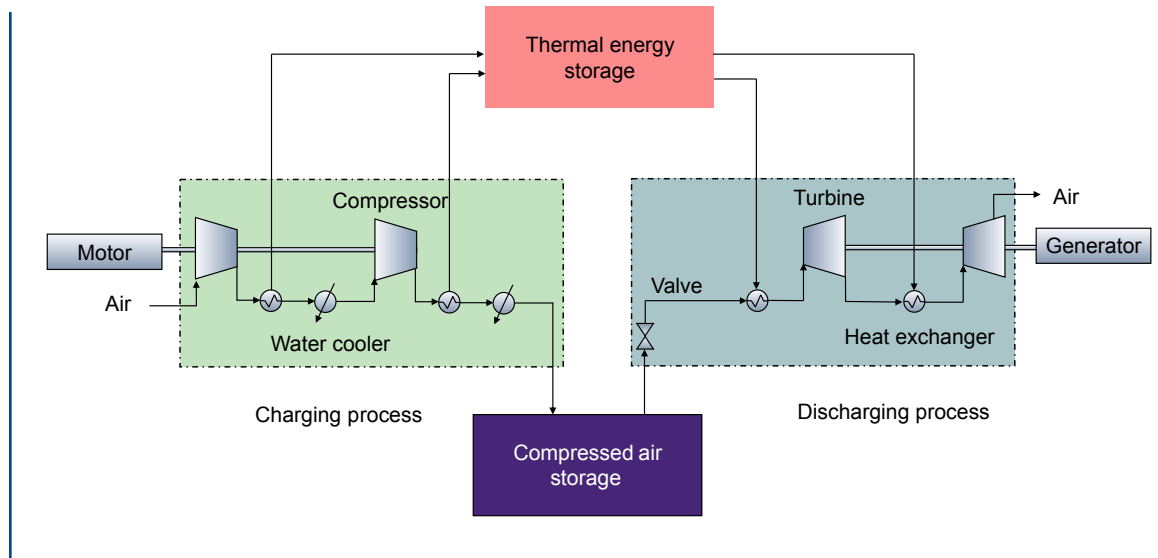 Thermal energy
storage
Compressor
Turbine
Air
Motor
Generator
Air
Valve
Water cooler
Heat exchanger
Charging process
Discharging process
Compressed air
storage